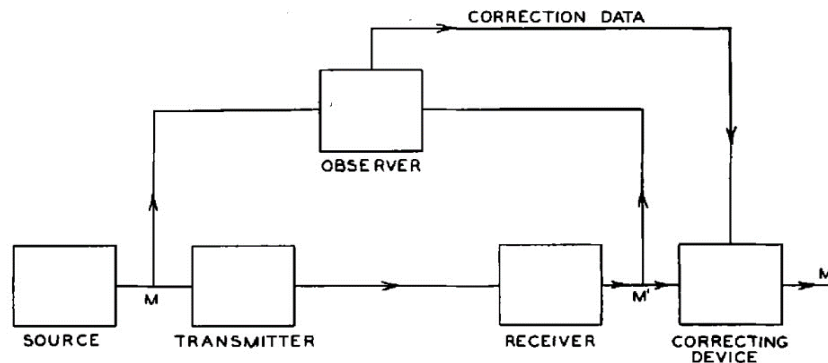 CORRECTION DATA
OBSERVER
M
M'
M
SOURCE
TRANSMITTER
RECEIVER
CORRECTING
DEVICE